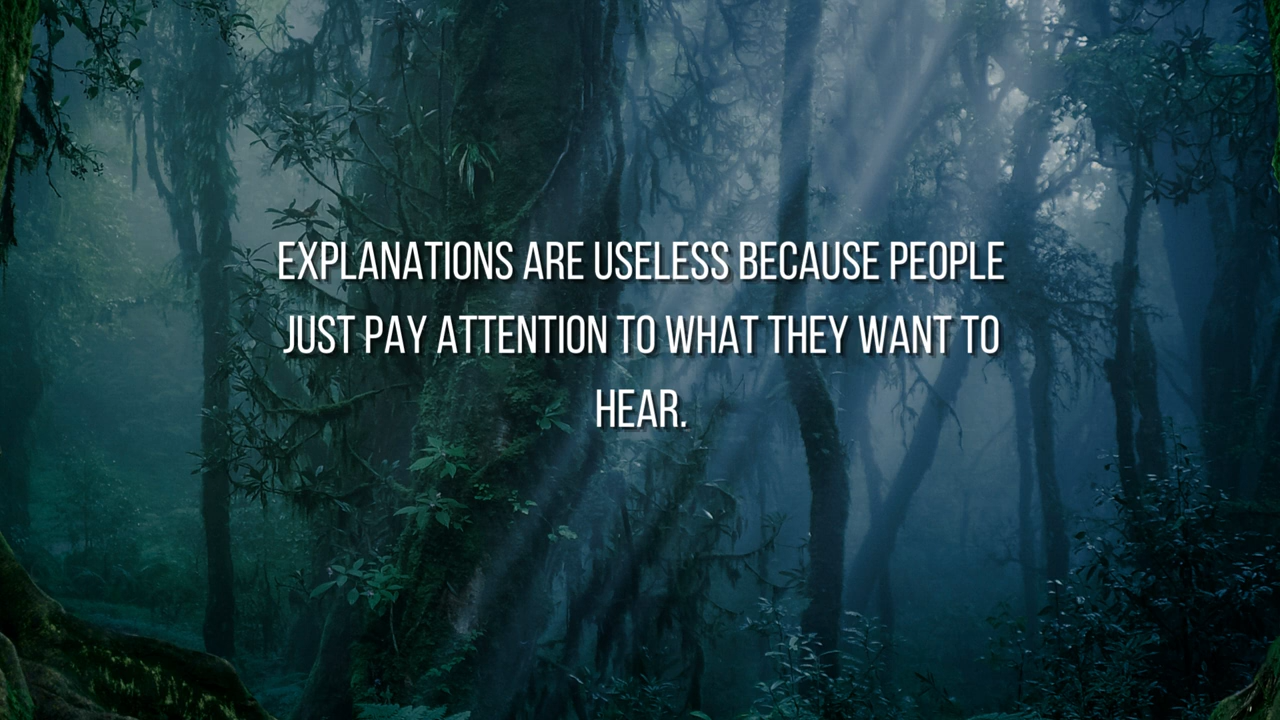 EXPLANATIONS ARE USELESS BECAUSE PEOPLE
JUST PAY ATTENTION TO WHAT THEY WANT TO
HEAR.